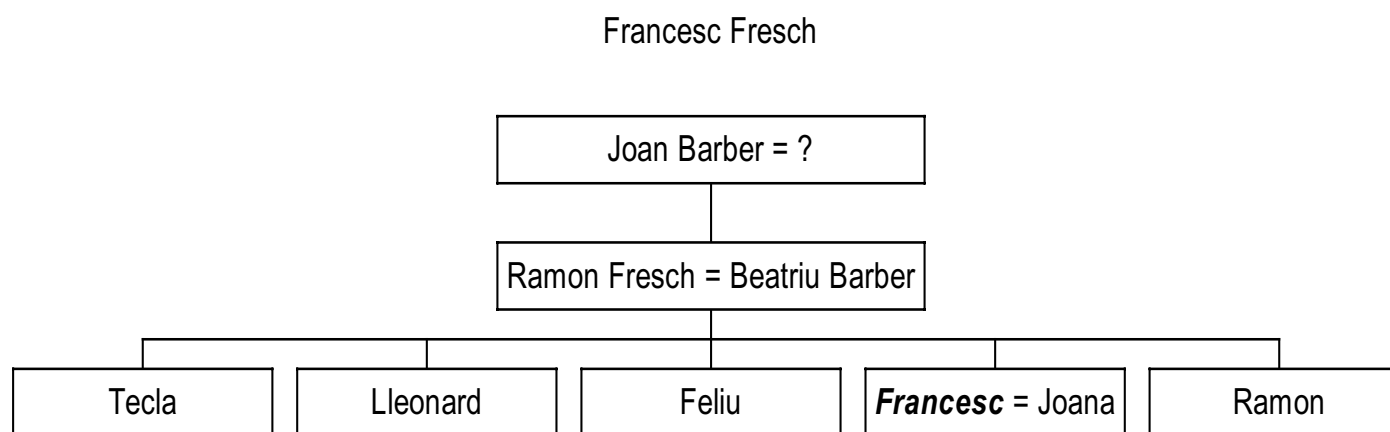 Francesc Fresch
Joan Barber = ?
Ramon Fresch = Beatriu Barber
Tecla
Lleonard
Feliu
Francesc = Joana
Ramon